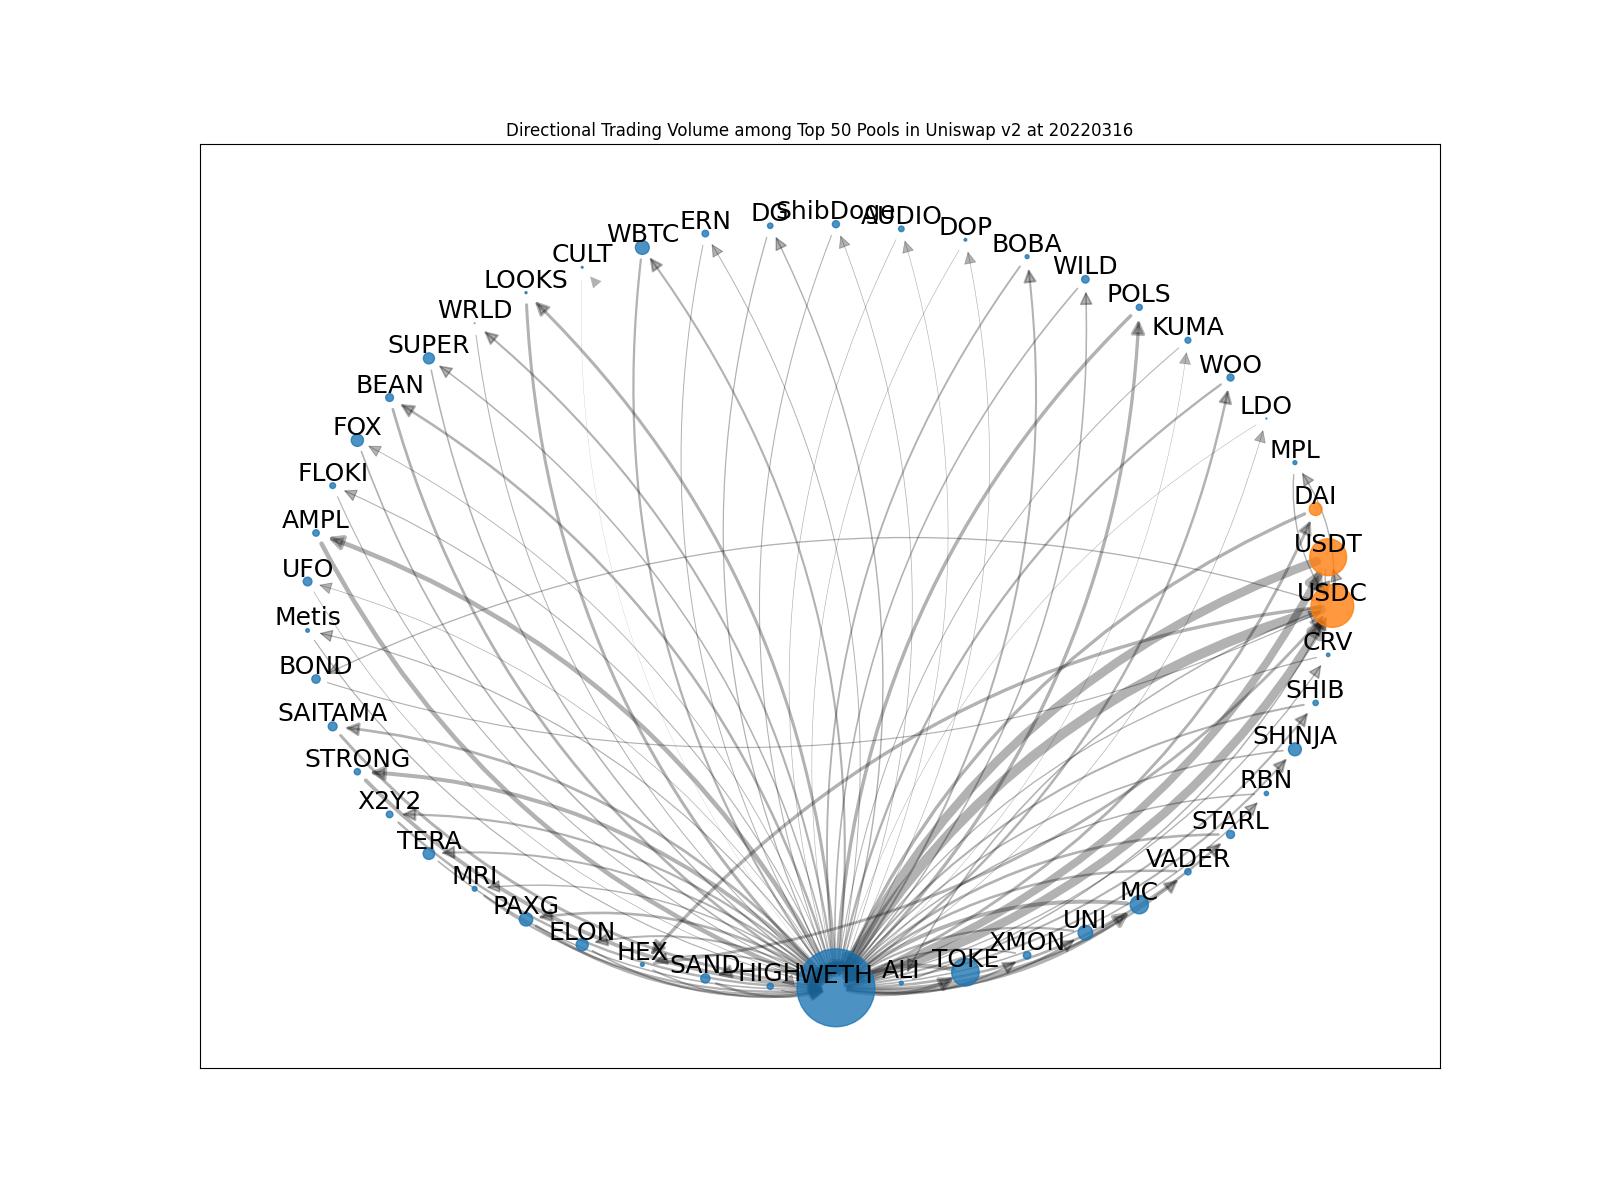 Directional Trading Volume among Top 50 Pools in Uniswap v2 at 20220316
DG
ShibDoge
AUDIO
ERN
DOP
WBTC
BOBA
CULT
WILD
LOOKS
POLS
WRLD
KUMA
SUPER
WOO
BEAN
LDO
FOX
MPL
FLOKI
DAI
AMPL
USDT
UFO
USDC
Metis
CRV
BOND
SHIB
SAITAMA
SHINJA
STRONG
RBN
X2Y2
STARL
TERA
VADER
MRI
MC
PAXG
UNI
ELON
XMON
HEX
TOKE
SAND
HIGH
WETH
ALI